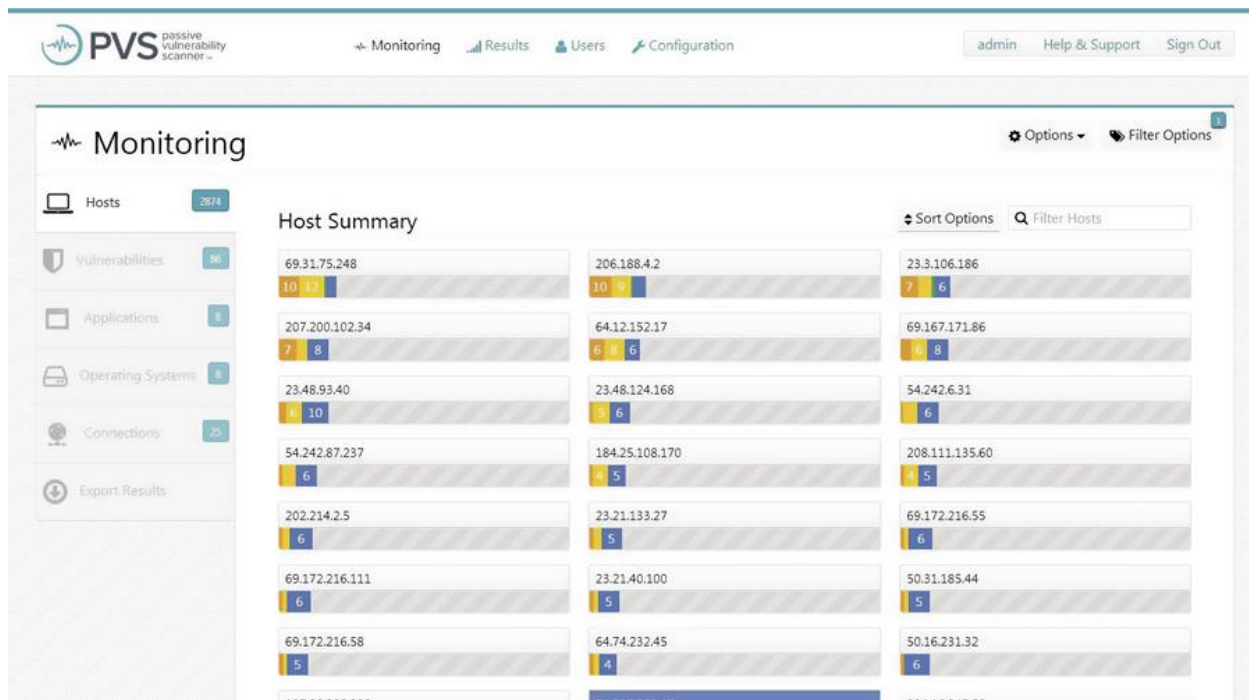 PVS passive vulnerability scanner™
Monitoring Results Users Configuration
admin Help & Support Sign Out
Monitoring
Options Filter Options 1
Hosts 2874
Vulnerabilities 86
Applications 8
Operating Systems 8
Connections 25
Export Results
Host Summary
Sort Options Filter Hosts
69.31.75.248 206.188.4.2 23.3.106.186
10 12 10 9 7 6
207.200.102.34 64.12.152.17 69.167.171.86
7 8 6 8 6 6 8
23.48.93.40 23.48.124.168 54.242.6.31
6 10 5 6 6
54.242.87.237 184.25.108.170 208.111.135.60
6 4 5 4 5
202.214.2.5 23.21.133.27 69.172.216.55
6 5 6
69.172.216.111 23.21.40.100 50.31.185.44
6 5 5
69.172.216.58 64.74.232.45 50.16.231.32
5 4 6